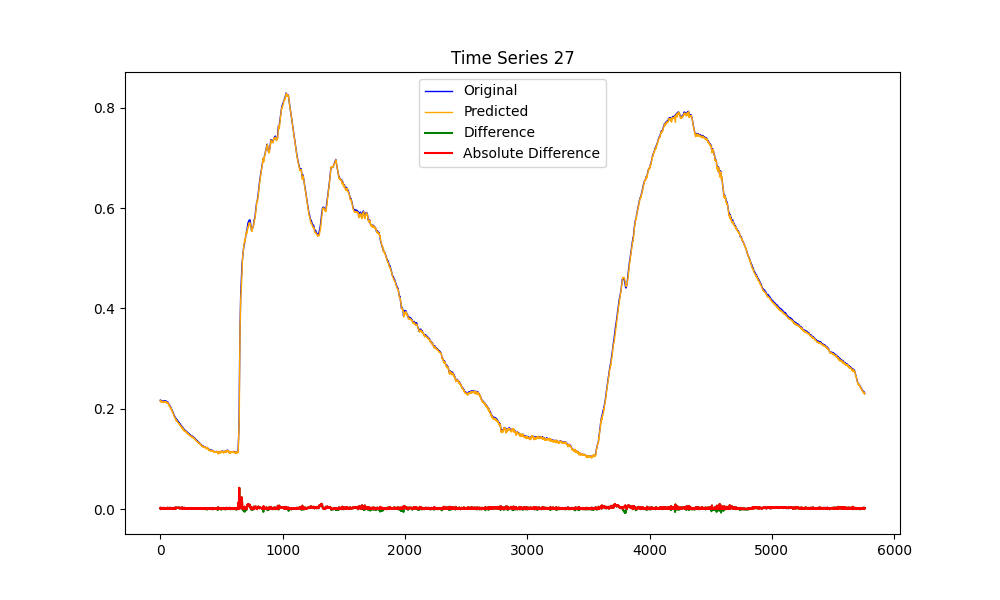 Time Series 27
Original
Predicted
Difference
Absolute Difference
0.8
0.6
0.4
0.2
0.0
0 1000 2000 3000 4000 5000 6000